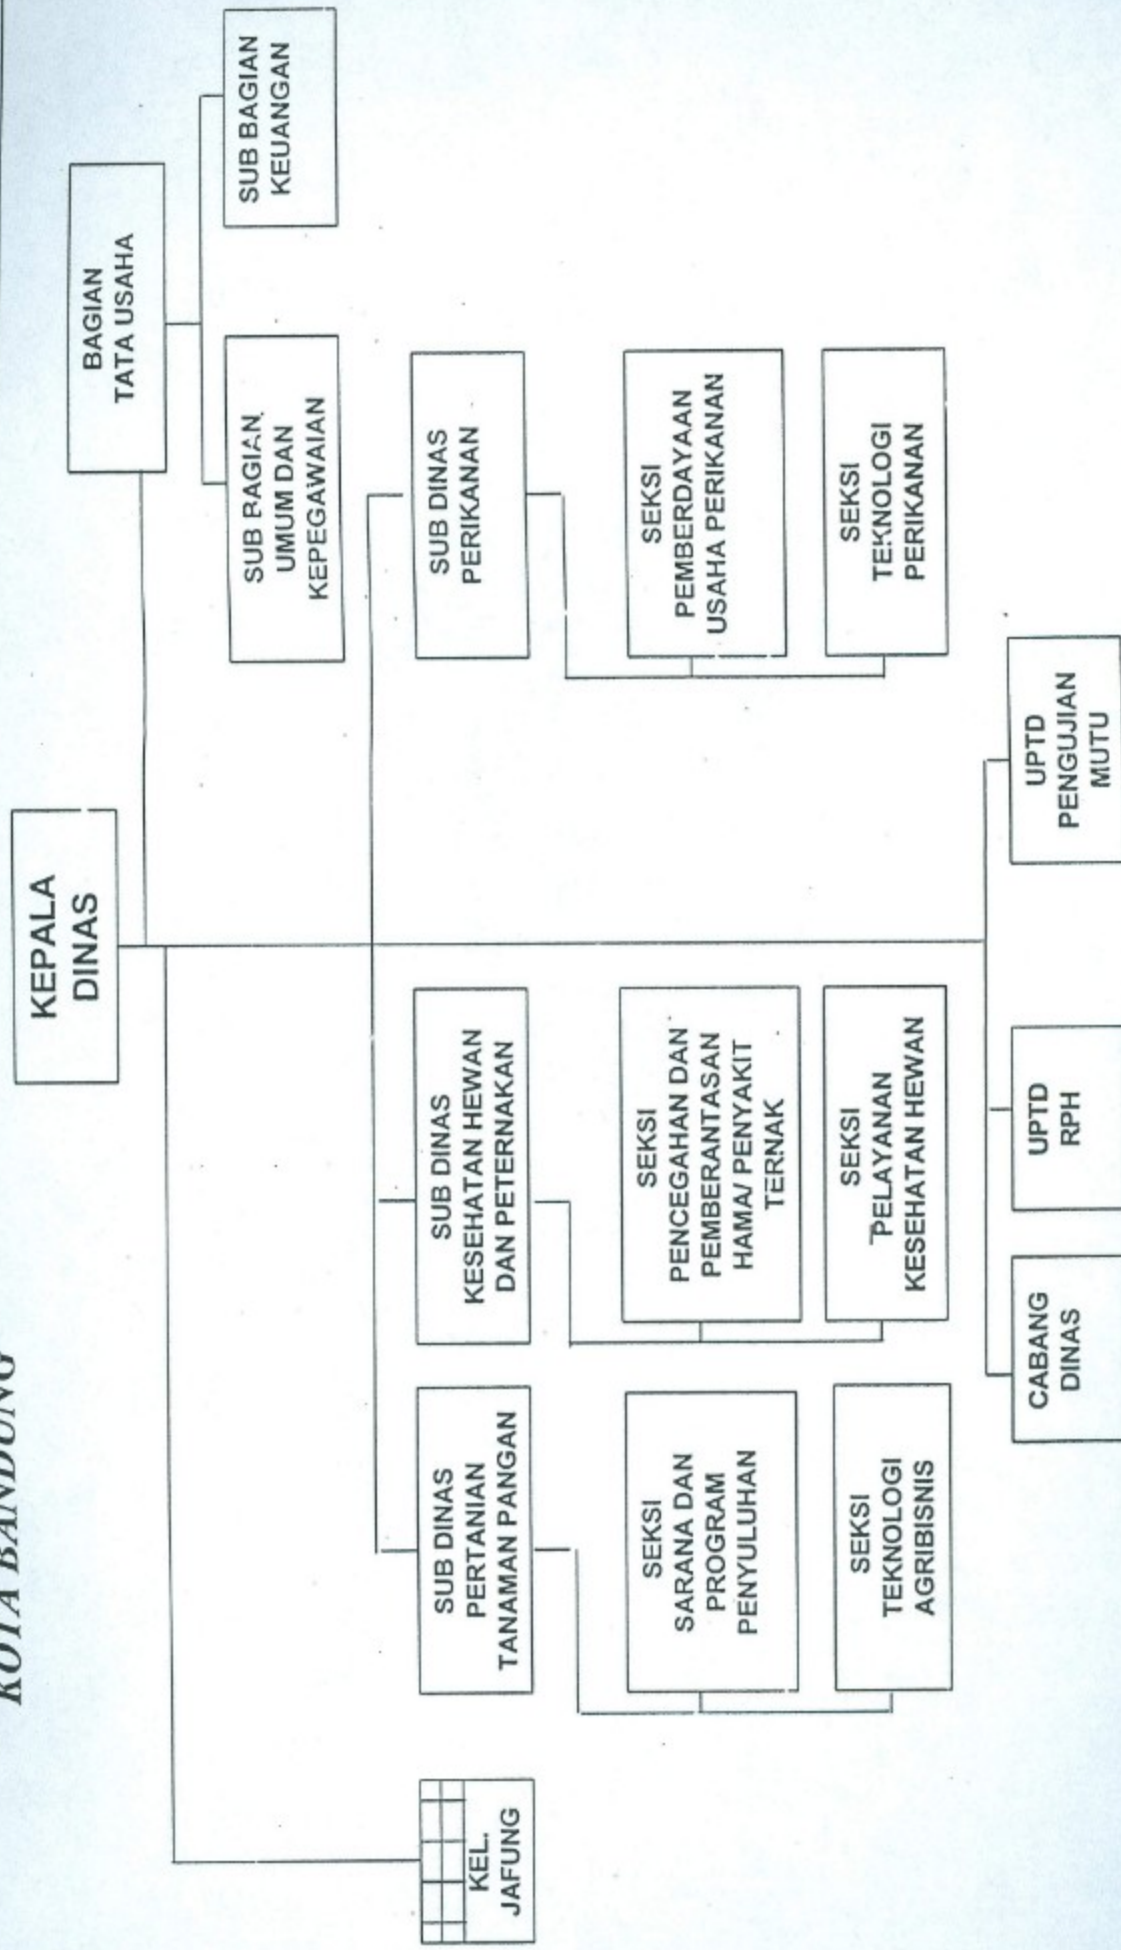 KOTA BANDUNG
KEPALA
DINAS
BAGIAN
TATA USAHA
SUB BAGIAN
UMUM DAN
KEPEGAWAIAN
SUB BAGIAN
KEUANGAN
KEL.
JAFUNG
SUB DINAS
PERTANIAN
TANAMAN PANGAN
SUB DINAS
KESEHATAN HEWAN
DAN PETERNAKAN
SUB DINAS
PERIKANAN
SEKSI
SARANA DAN
PROGRAM
PENYULUHAN
SEKSI
PENCEGAHAN DAN
PEMBERANTASAN
HAMA/ PENYAKIT
TERNAK
SEKSI
PEMBERDAYAAN
USAHA PERIKANAN
SEKSI
TEKNOLOGI
AGRIBISNIS
SEKSI
PELAYANAN
KESEHATAN HEWAN
SEKSI
TEKNOLOGI
PERIKANAN
CABANG
DINAS
UPTD
RPH
UPTD
PENGUJIAN
MUTU